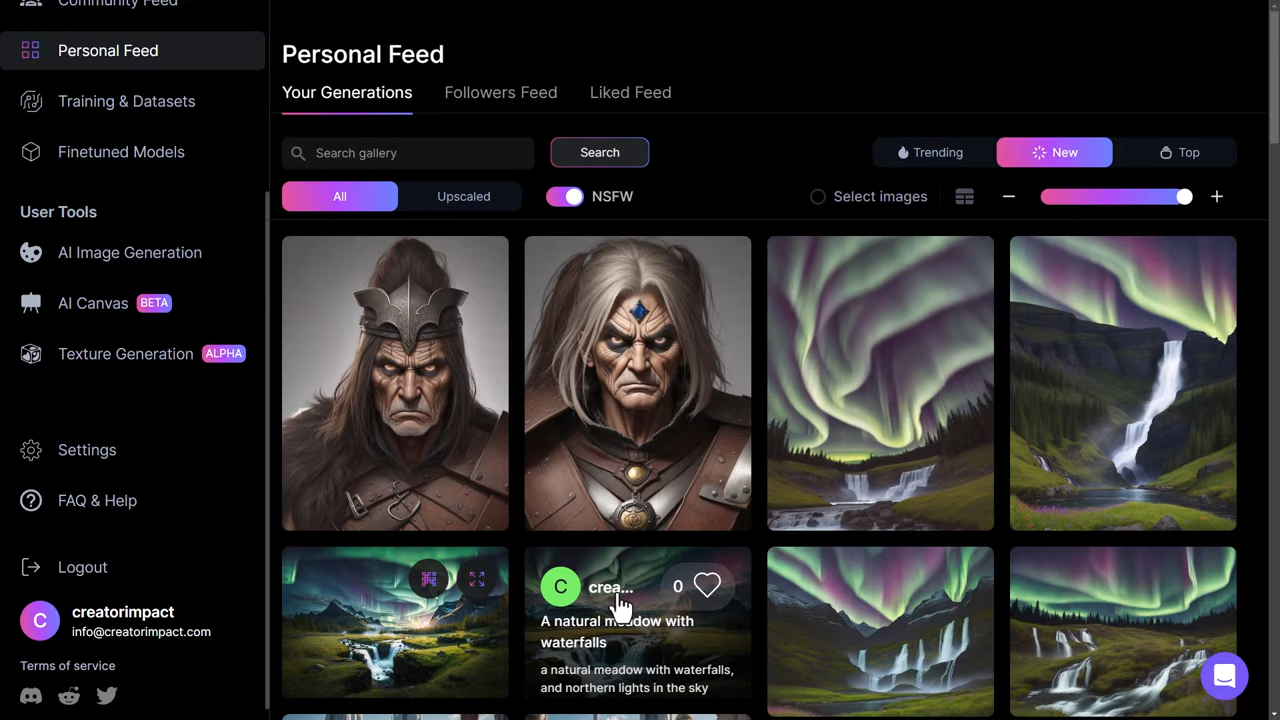 Community Feed
Personal Feed
Training & Datasets
Finetuned Models
User Tools
AI Image Generation
AI Canvas BETA
Texture Generation ALPHA
Settings
FAQ & Help
Logout
C creatorimpact
info@creatorimpact.com
Terms of service
Personal Feed
Your Generations Followers Feed Liked Feed
Search gallery Search Trending New Top
All Upscaled NSFW Select images
C crea... 0
A natural meadow with
waterfalls
a natural meadow with waterfalls,
and northern lights in the sky